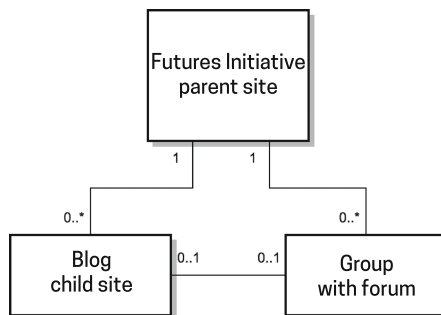 Futures Initiative
parent site
1
1
0..*
0..*
Blog
child site
0..1
0..1
Group
with forum